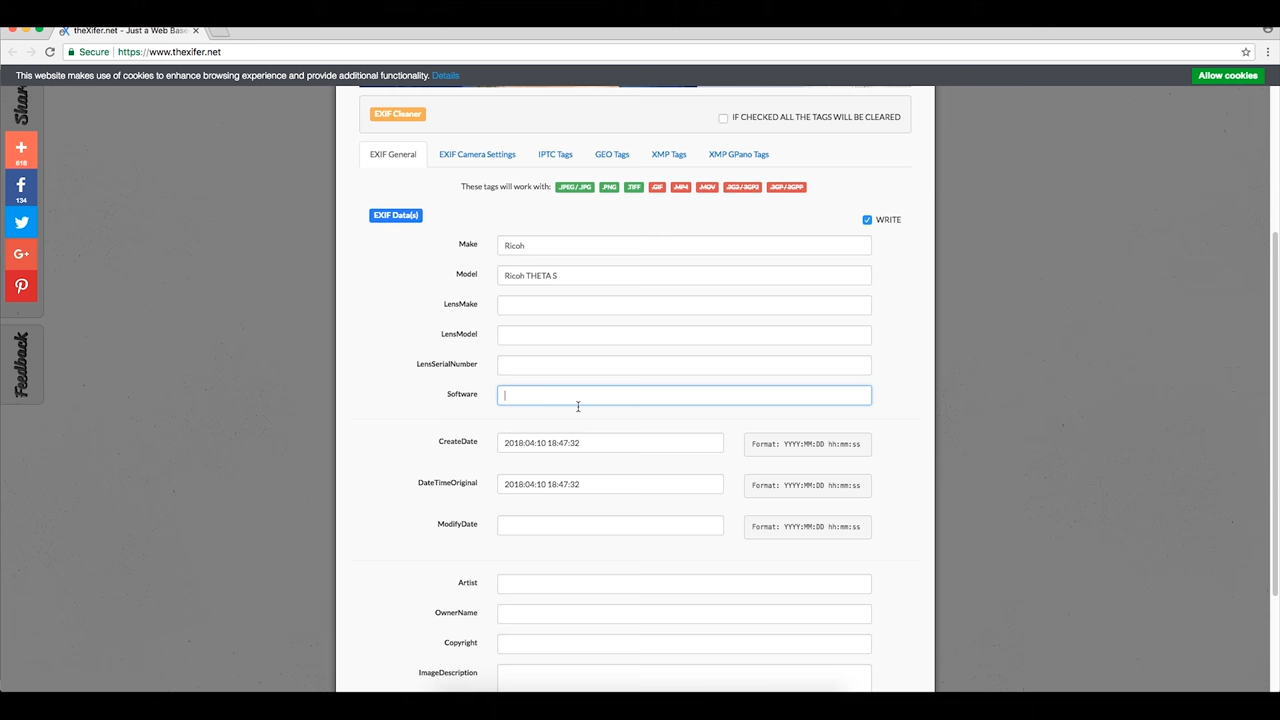 theXifer.net - Just a Web Base
Secure https://www.thexifer.net
This website makes use of cookies to enhance browsing experience and provide additional functionality. Details
Allow cookies
Shar
EXIF Cleaner
IF CHECKED ALL THE TAGS WILL BE CLEARED
EXIF General EXIF Camera Settings IPTC Tags GEO Tags XMP Tags XMP GPano Tags
616
134
These tags will work with: .JPEG / .JPG .PNG .TIFF .GIF .MP4 .MOV .3G2 / 3GP2 .3GP / 3GPP
EXIF Data(s)
WRITE
Make Ricoh
Model Ricoh THETA S
LensMake
LensModel
LensSerialNumber
Software
Feedback
CreateDate 2018:04:10 18:47:32 Format: YYYY:MM:DD hh:mm:ss
DateTimeOriginal 2018:04:10 18:47:32 Format: YYYY:MM:DD hh:mm:ss
ModifyDate Format: YYYY:MM:DD hh:mm:ss
Artist
OwnerName
Copyright
ImageDescription